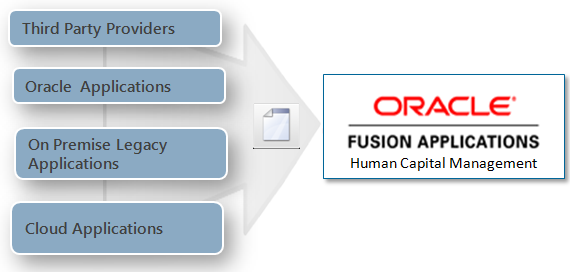 Third Party Providers
Oracle Applications
On Premise Legacy
Applications
Cloud Applications
ORACLE®
FUSION APPLICATIONS
Human Capital Management